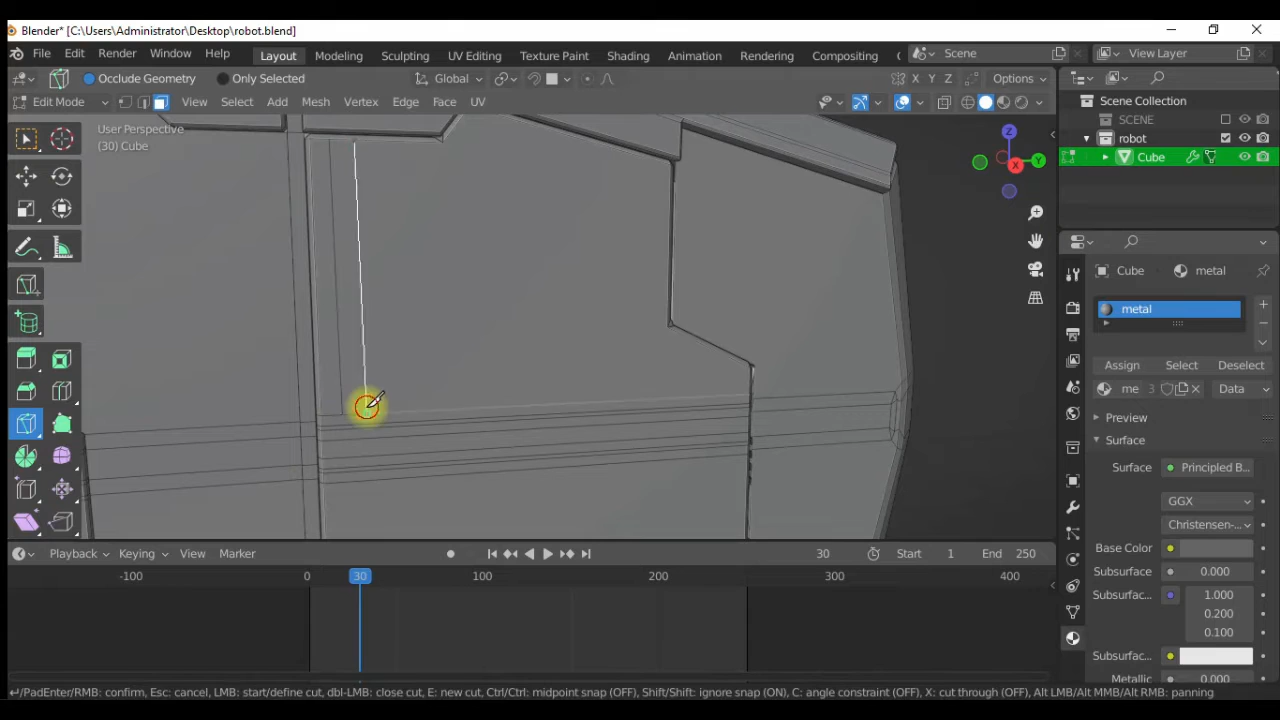 Blender* [C:\Users\Administrator\Desktop\robot.blend]
File Edit Render Window Help Layout Modeling Sculpting UV Editing Texture Paint Shading Animation Rendering Compositing Scene View Layer
Occlude Geometry Only Selected Global X Y Z Options
Scene Collection
Edit Mode View Select Add Mesh Vertex Edge Face UV
SCENE
User Perspective
(30) Cube
robot
Cube
Z
Y
X
Cube metal
metal
Assign Select Deselect
me 3 Data
Preview
Surface
Surface Principled B...
GGX
Christensen-...
Base Color
Subsurface 0.000
Subsurfac... 1.000
0.200
0.100
Subsurfac...
Metallic 0.000
Playback Keying View Marker 30 Start 1 End 250
-100 0 30 100 200 300 400
↵/PadEnter/RMB: confirm, Esc: cancel, LMB: start/define cut, dbl-LMB: close cut, E: new cut, Ctrl/Ctrl: midpoint snap (OFF), Shift/Shift: ignore snap (ON), C: angle constraint (OFF), X: cut through (OFF), Alt LMB/Alt MMB/Alt RMB: panning